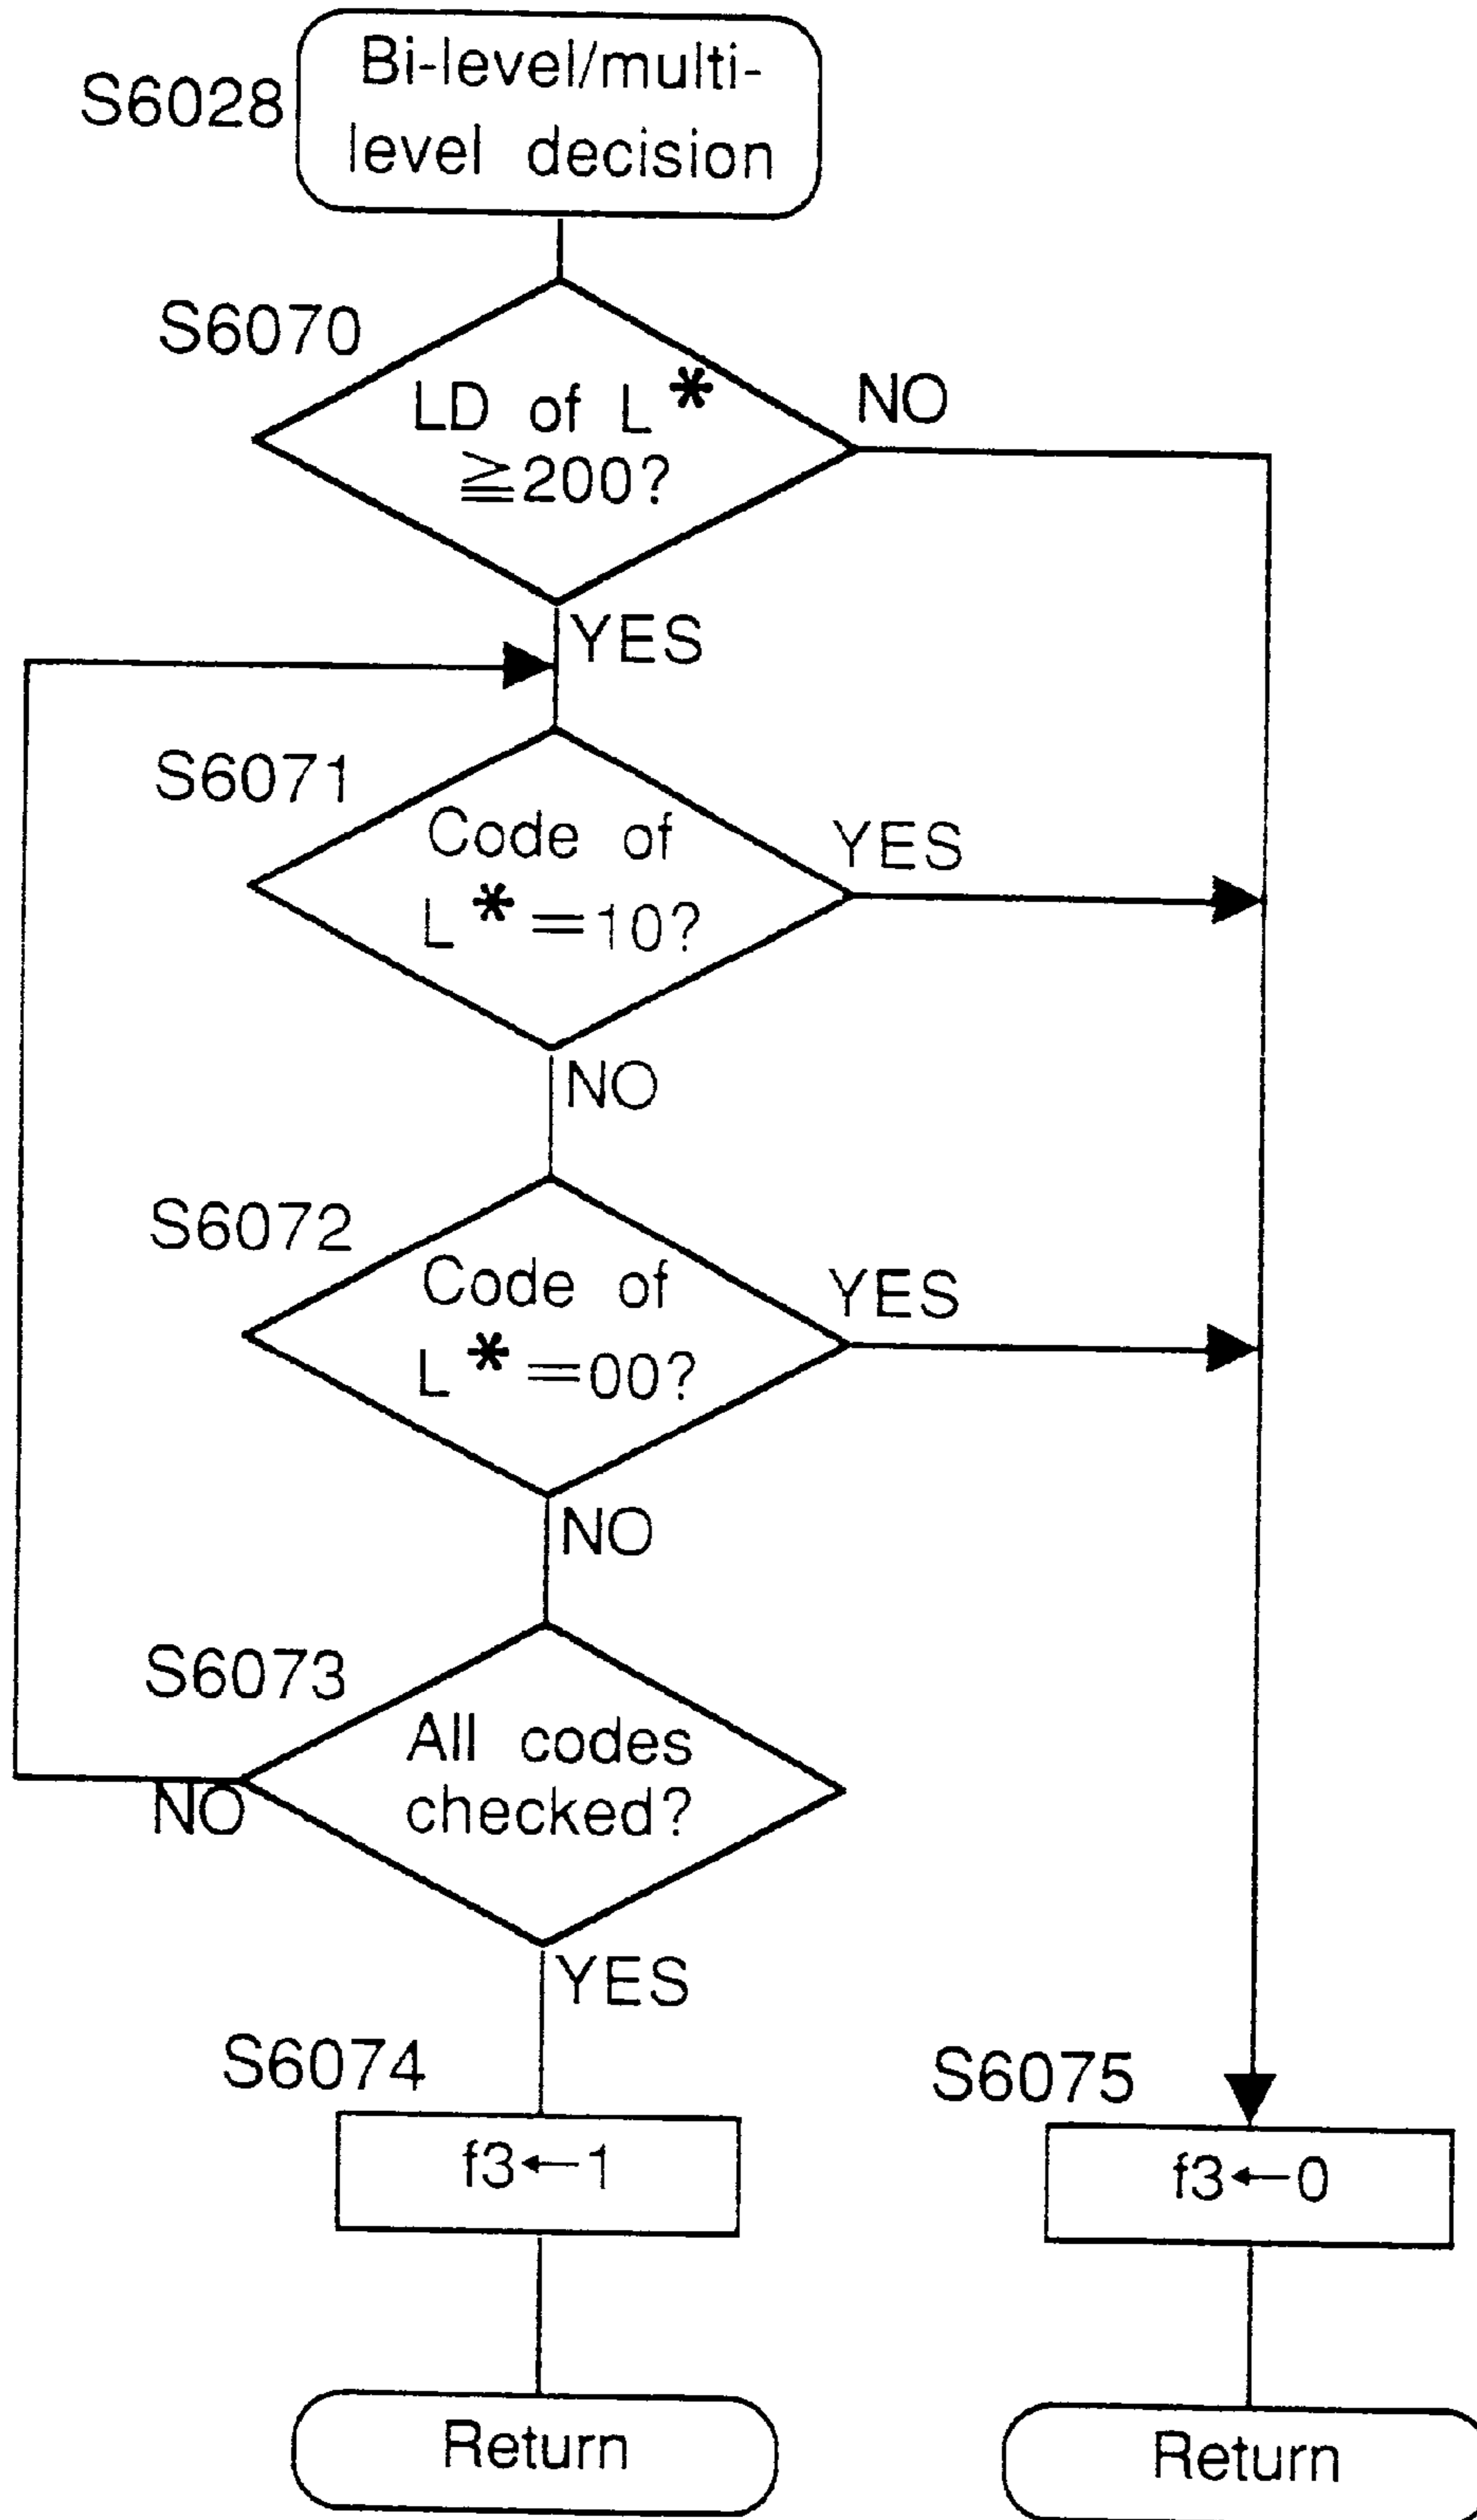 S6028
Bi-level/multi-
level decision
S6070
LD of L*
≧200?
NO
YES
S6071
Code of
L*=10?
YES
NO
S6072
Code of
L*=00?
YES
NO
S6073
All codes
checked?
NO
YES
S6074
f3←1
S6075
f3←0
Return
Return